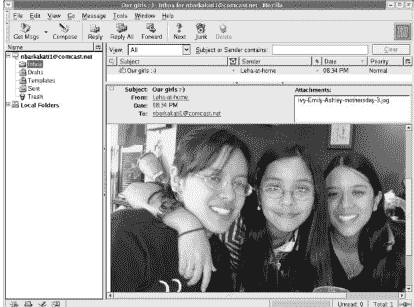 Our girls :) - Inbox for nbarkakati@comcast.net - Mozilla
File Edit View Go Message Tools Window Help
Get Msgs Compose Reply Reply All Forward Next Junk Delete
Name
nbarkakati@comcast.net
Inbox
Drafts
Templates
Sent
Trash
Local Folders
View: All Subject or Sender contains: Clear
Subject Sender Date Priority
Our girls :) Leha-at-home 08:34 PM Normal
Subject: Our girls :)
From: Leha-at-home
Date: 08:34 PM
To: nbarkakati@comcast.net
Attachments:
ivy-Emily-Ashley-mothersday-3.jpg
Unread: 0 Total: 1